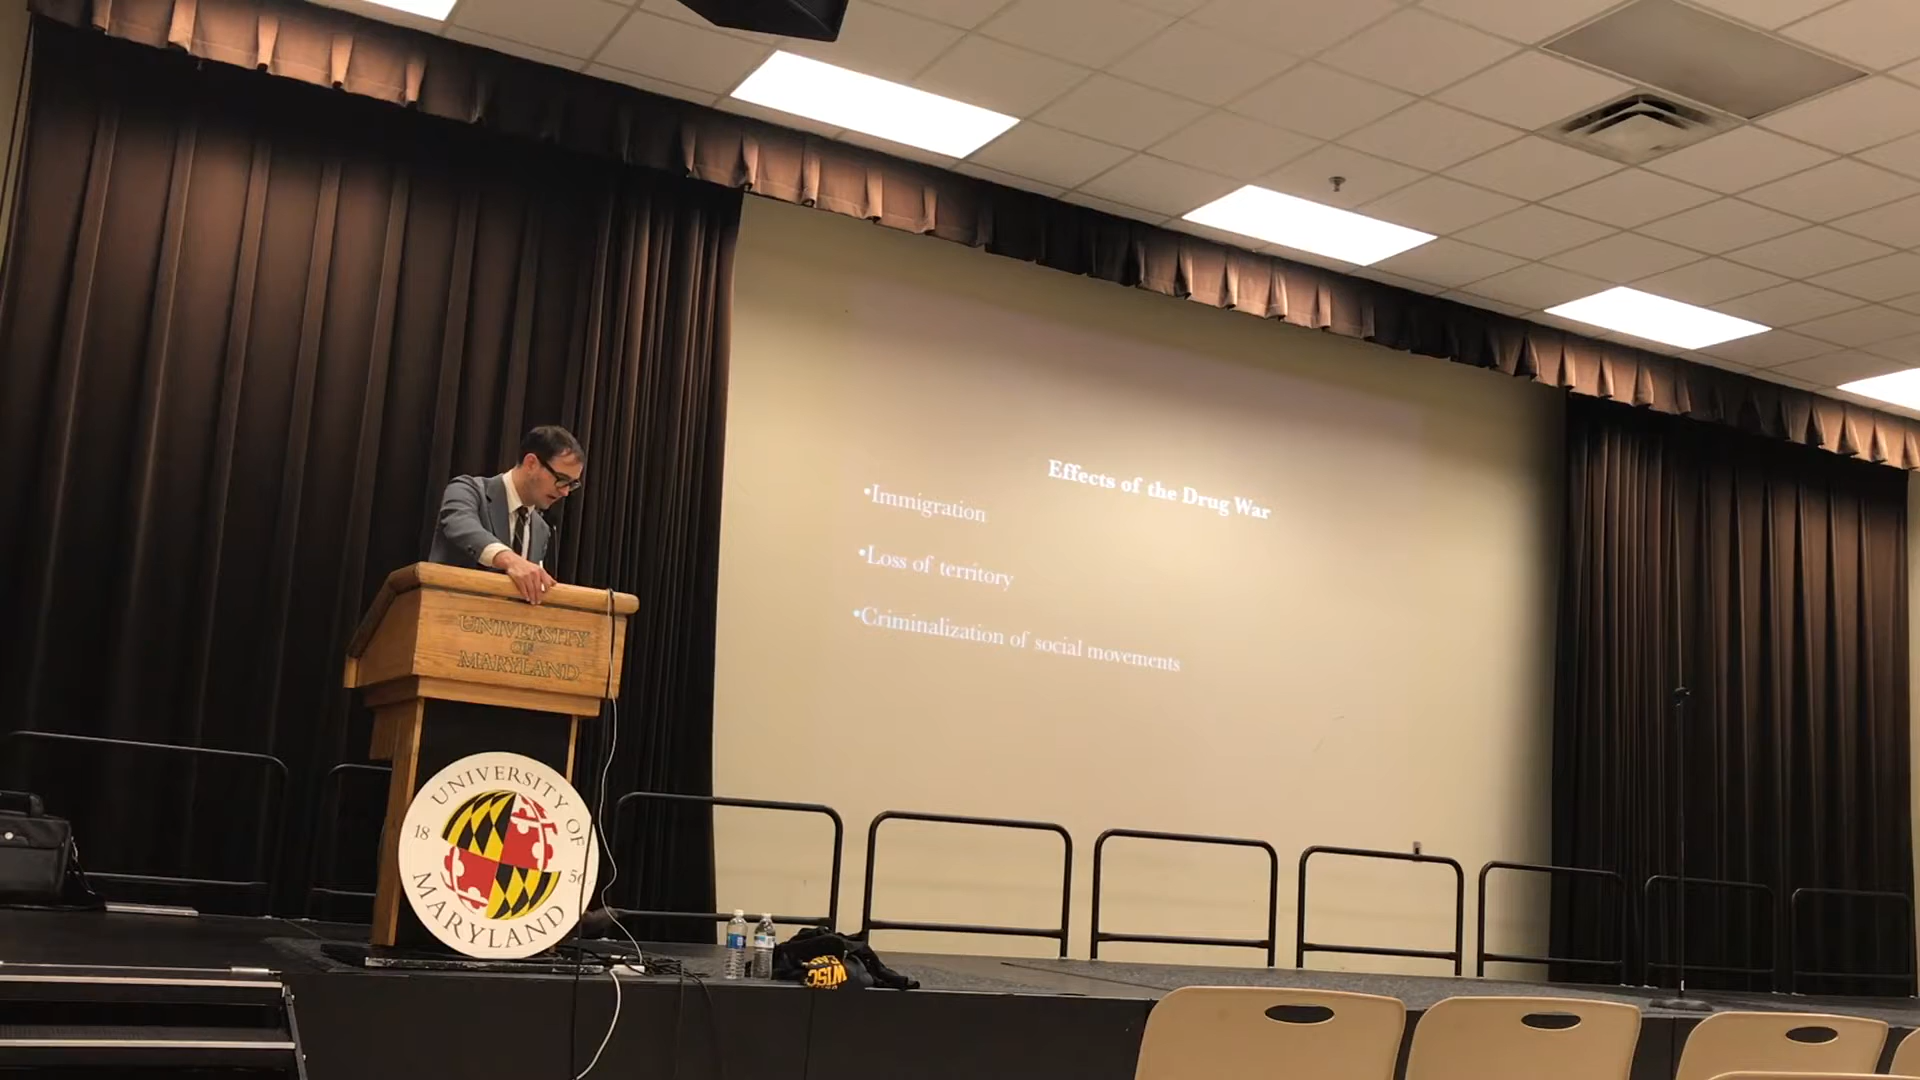 Effects of the Drug War
•Immigration
•Loss of territory
•Criminalization of social movements
UNIVERSITY
OF
MARYLAND
UNIVERSITY OF
18 56
MARYLAND
WISC